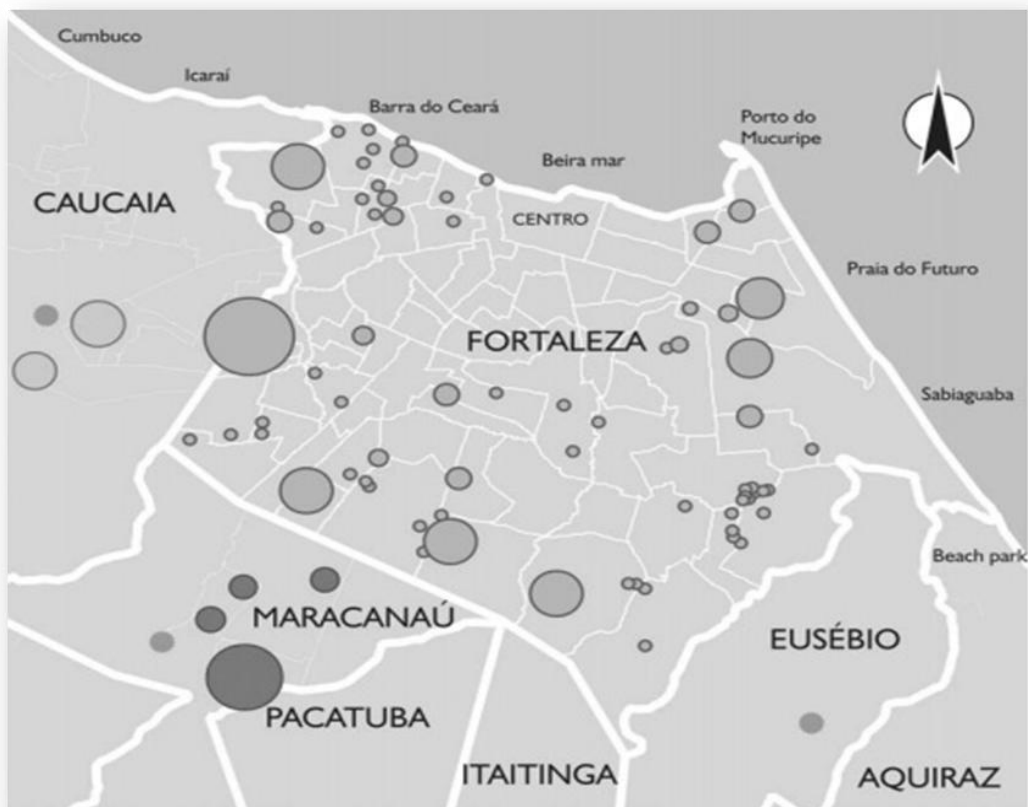 Cumbuco
Icaraí
Barra do Ceará
Porto do
Mucuripe
Beira mar
CAUCAIA
CENTRO
Praia do Futuro
FORTALEZA
Sabiaguaba
Beach park
MARACANAÚ
EUSÉBIO
PACATUBA
ITAITINGA
AQUIRAZ